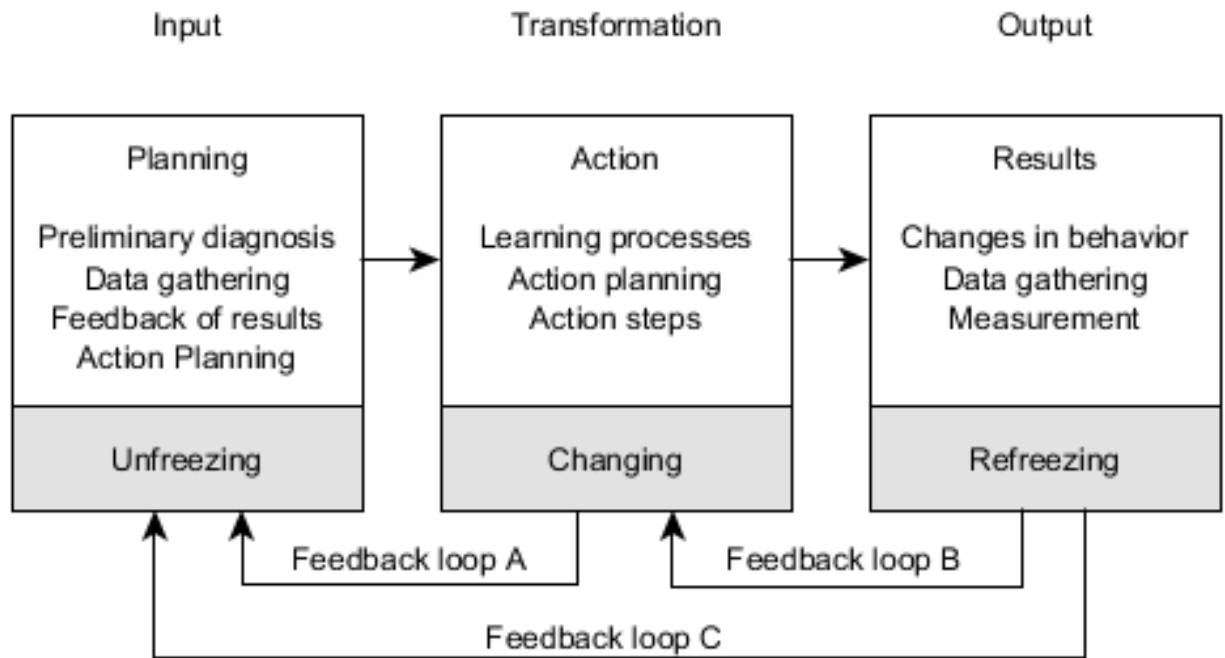 Input
Transformation
Output
Planning
Preliminary diagnosis
Data gathering
Feedback of results
Action Planning
Unfreezing
Action
Learning processes
Action planning
Action steps
Changing
Results
Changes in behavior
Data gathering
Measurement
Refreezing
Feedback loop A
Feedback loop B
Feedback loop C